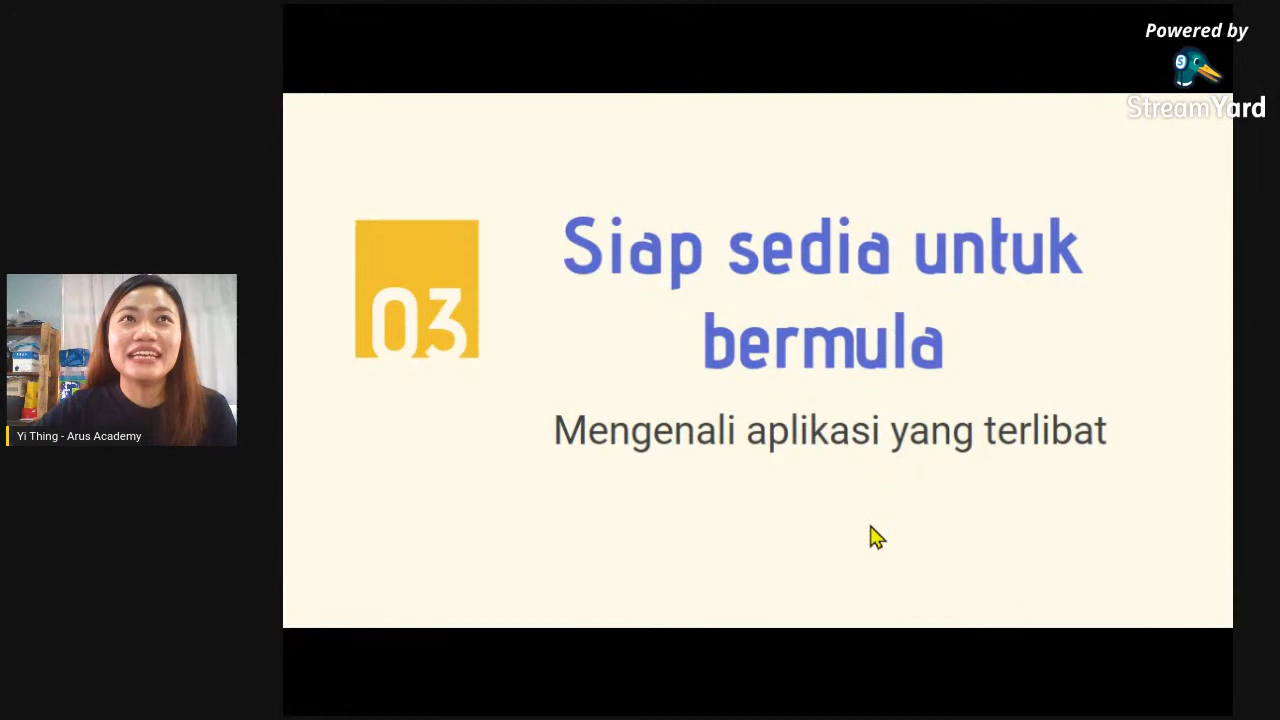 Powered by
StreamYard
03
Siap sedia untuk
bermula
Mengenali aplikasi yang terlibat
Yi Thing - Arus Academy